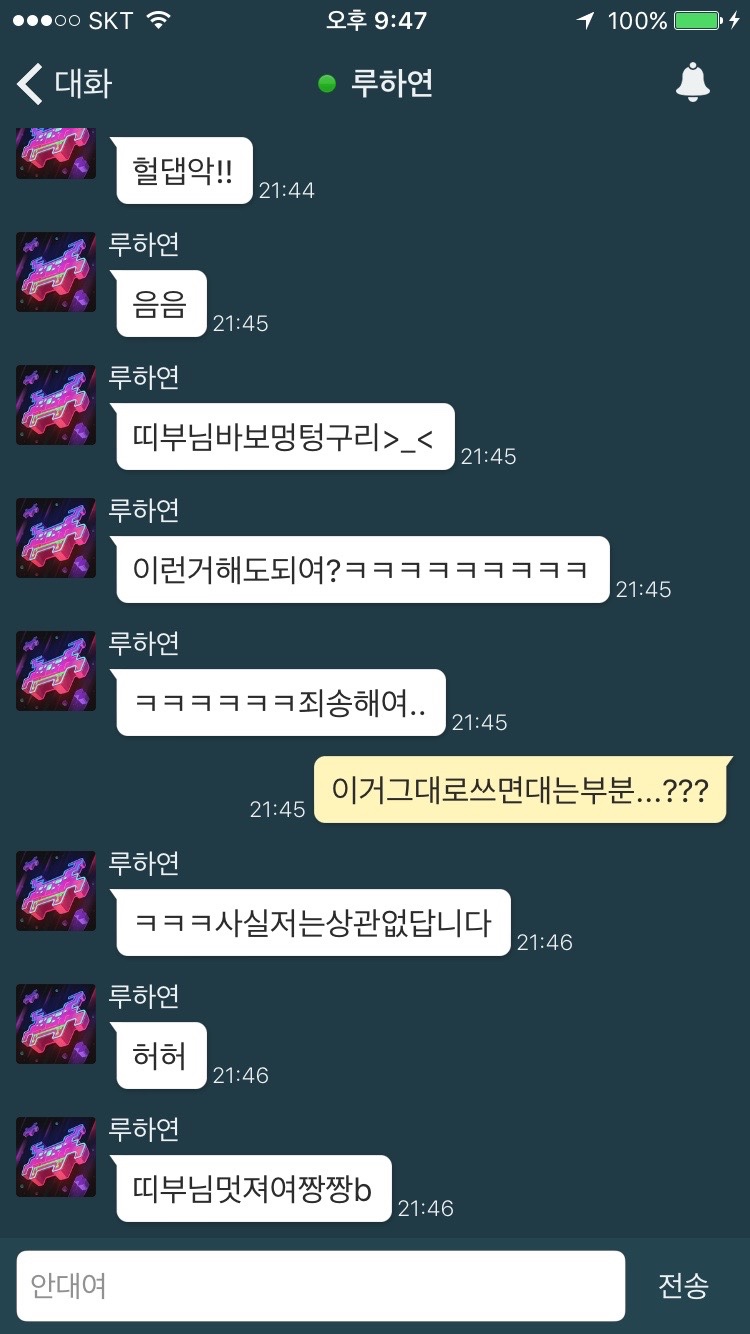 SKT 오후 9:47 100%
대화 루하연
헐댑악!! 21:44
루하연
음음 21:45
루하연
띠부님바보멍텅구리>_< 21:45
루하연
이런거해도되여?ㅋㅋㅋㅋㅋㅋㅋㅋㅋ 21:45
루하연
ㅋㅋㅋㅋㅋㅋ죄송해여.. 21:45
21:45 이거그대로쓰면대는부분...???
루하연
ㅋㅋㅋ사실저는상관없답니다 21:46
루하연
허허 21:46
루하연
띠부님멋져여짱짱b 21:46
안대여 전송